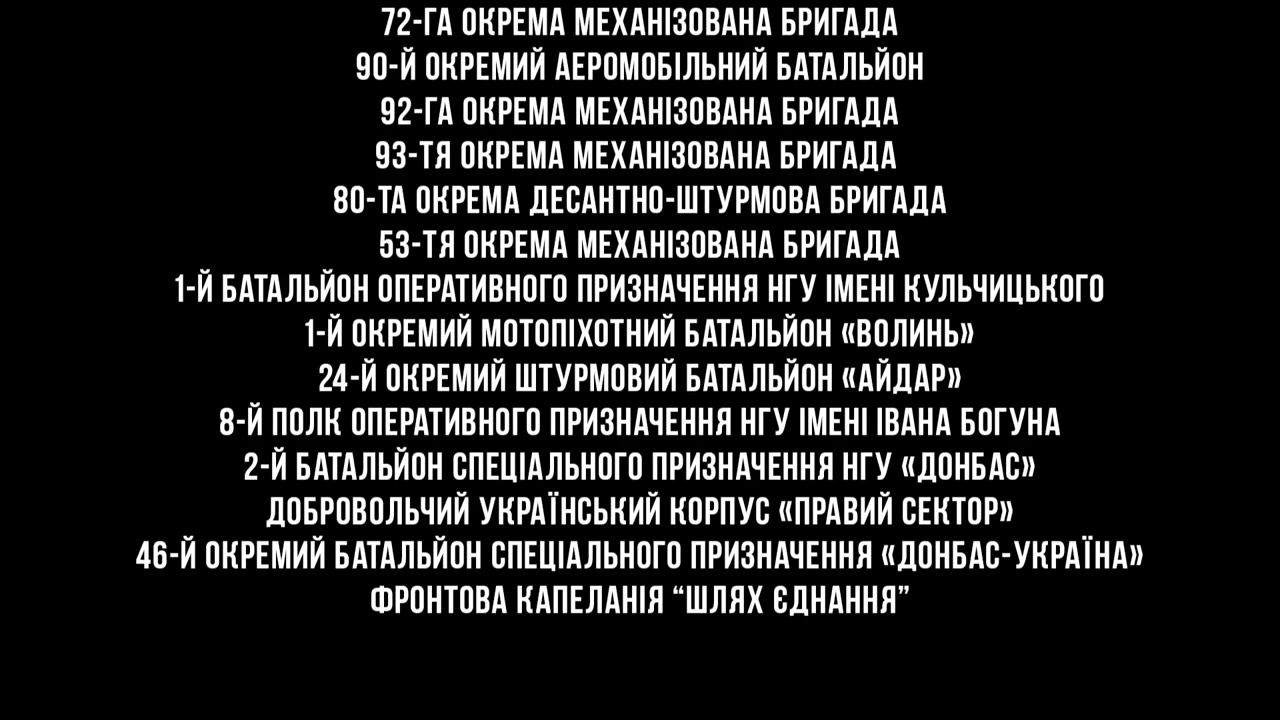 72-ГА ОКРЕМА МЕХАНІЗОВАНА БРИГАДА
90-Й ОКРЕМИЙ АЕРОМОБІЛЬНИЙ БАТАЛЬЙОН
92-ГА ОКРЕМА МЕХАНІЗОВАНА БРИГАДА
93-ТЯ ОКРЕМА МЕХАНІЗОВАНА БРИГАДА
80-ТА ОКРЕМА ДЕСАНТНО-ШТУРМОВА БРИГАДА
53-ТЯ ОКРЕМА МЕХАНІЗОВАНА БРИГАДА
1-Й БАТАЛЬЙОН ОПЕРАТИВНОГО ПРИЗНАЧЕННЯ НГУ ІМЕНІ КУЛЬЧИЦЬКОГО
1-Й ОКРЕМИЙ МОТОПІХОТНИЙ БАТАЛЬЙОН «ВОЛИНЬ»
24-Й ОКРЕМИЙ ШТУРМОВИЙ БАТАЛЬЙОН «АЙДАР»
8-Й ПОЛК ОПЕРАТИВНОГО ПРИЗНАЧЕННЯ НГУ ІМЕНІ ІВАНА БОГУНА
2-Й БАТАЛЬЙОН СПЕЦІАЛЬНОГО ПРИЗНАЧЕННЯ НГУ «ДОНБАС»
ДОБРОВОЛЬЧИЙ УКРАЇНСЬКИЙ КОРПУС «ПРАВИЙ СЕКТОР»
46-Й ОКРЕМИЙ БАТАЛЬЙОН СПЕЦІАЛЬНОГО ПРИЗНАЧЕННЯ «ДОНБАС-УКРАЇНА»
ФРОНТОВА КАПЕЛАНІЯ “ШЛЯХ ЄДНАННЯ”